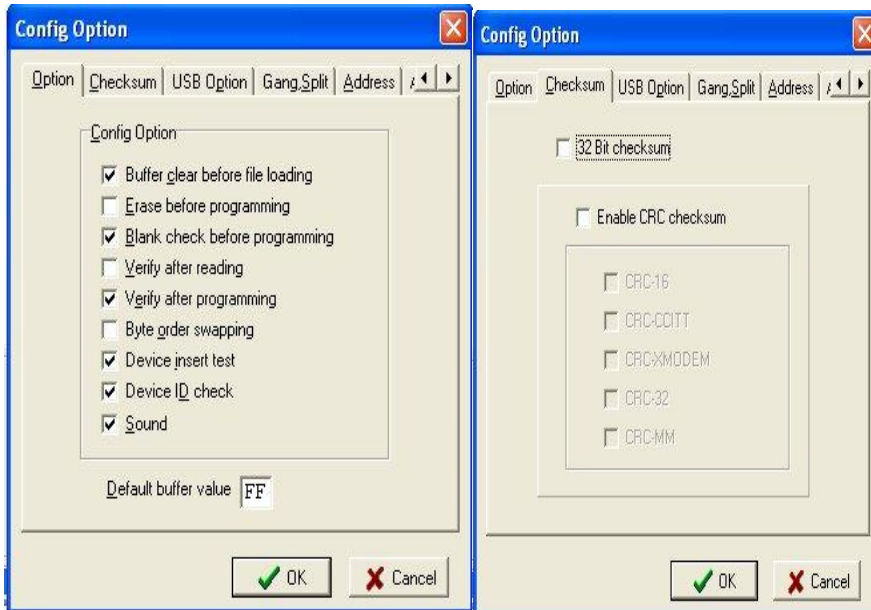 Config Option
Option Checksum USB Option Gang,Split Address
Config Option
Buffer clear before file loading
Erase before programming
Blank check before programming
Verify after reading
Verify after programming
Byte order swapping
Device insert test
Device ID check
Sound
Default buffer value FF
OK Cancel
Config Option
Option Checksum USB Option Gang,Split Address
32 Bit checksum
Enable CRC checksum
CRC-16
CRC-CCITT
CRC-XMODEM
CRC-32
CRC-MM
OK Cancel